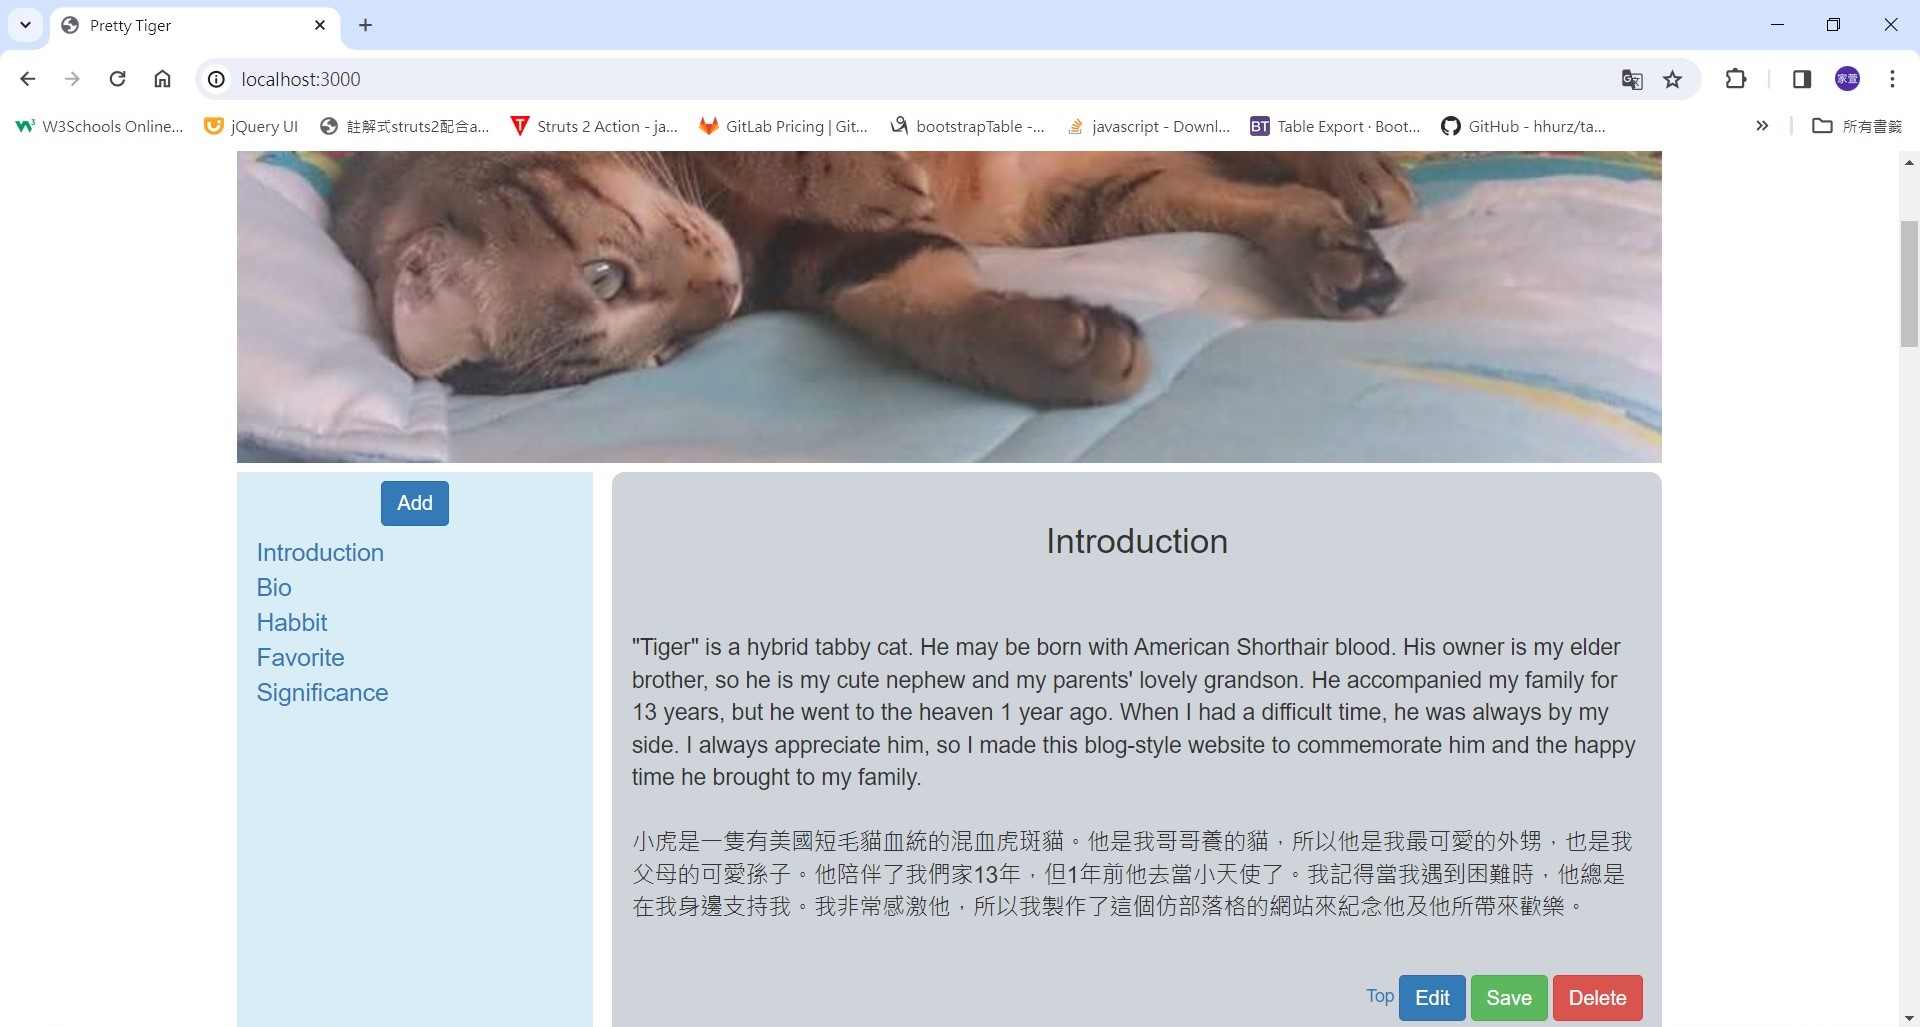 Pretty Tiger
localhost:3000
W3Schools Online...
jQuery UI
註解式struts2配合a...
Struts 2 Action - ja...
GitLab Pricing | Git...
bootstrapTable -...
javascript - Downl...
BT Table Export · Boot...
GitHub - hhurz/ta...
所有書籤
家萱
Add
Introduction
Bio
Habbit
Favorite
Significance
Introduction
"Tiger" is a hybrid tabby cat. He may be born with American Shorthair blood. His owner is my elder
brother, so he is my cute nephew and my parents' lovely grandson. He accompanied my family for
13 years, but he went to the heaven 1 year ago. When I had a difficult time, he was always by my
side. I always appreciate him, so I made this blog-style website to commemorate him and the happy
time he brought to my family.
小虎是一隻有美國短毛貓血統的混血虎斑貓。他是我哥哥養的貓，所以他是我最可愛的外甥，也是我
父母的可愛孫子。他陪伴了我們家13年，但1年前他去當小天使了。我記得當我遇到困難時，他總是
在我身邊支持我。我非常感激他，所以我製作了這個仿部落格的網站來紀念他及他所帶來歡樂。
Top Edit Save Delete